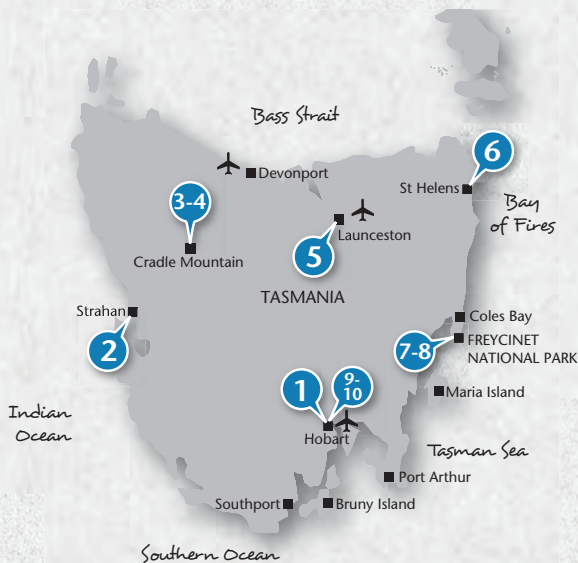 Bass Strait
Devonport
6
St Helens
Bay
of Fires
3-4
Launceston
5
Cradle Mountain
TASMANIA
Strahan
2
Coles Bay
FREYCINET
NATIONAL PARK
7-8
Maria Island
1
9-
10
Hobart
Indian
Ocean
Tasman Sea
Port Arthur
Southport
Bruny Island
Southern Ocean